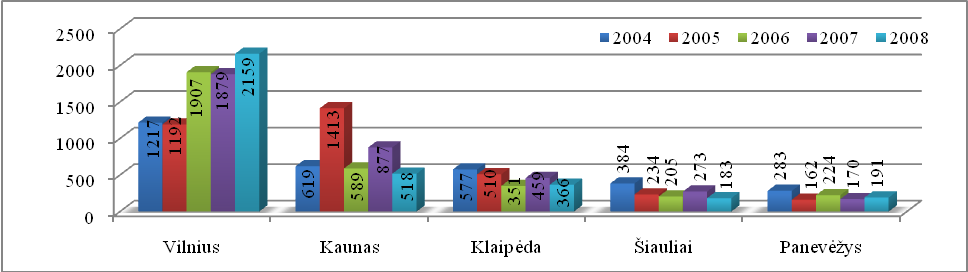 2500
2004 2005 2006 2007 2008
2000
1500
1000
500
0
1217 1192 1907 1879 2159
619 1413 589 877 518
577 510 351 459 366
384 234 205 273 183
283 162 224 170 191
Vilnius Kaunas Klaipėda Šiauliai Panevėžys